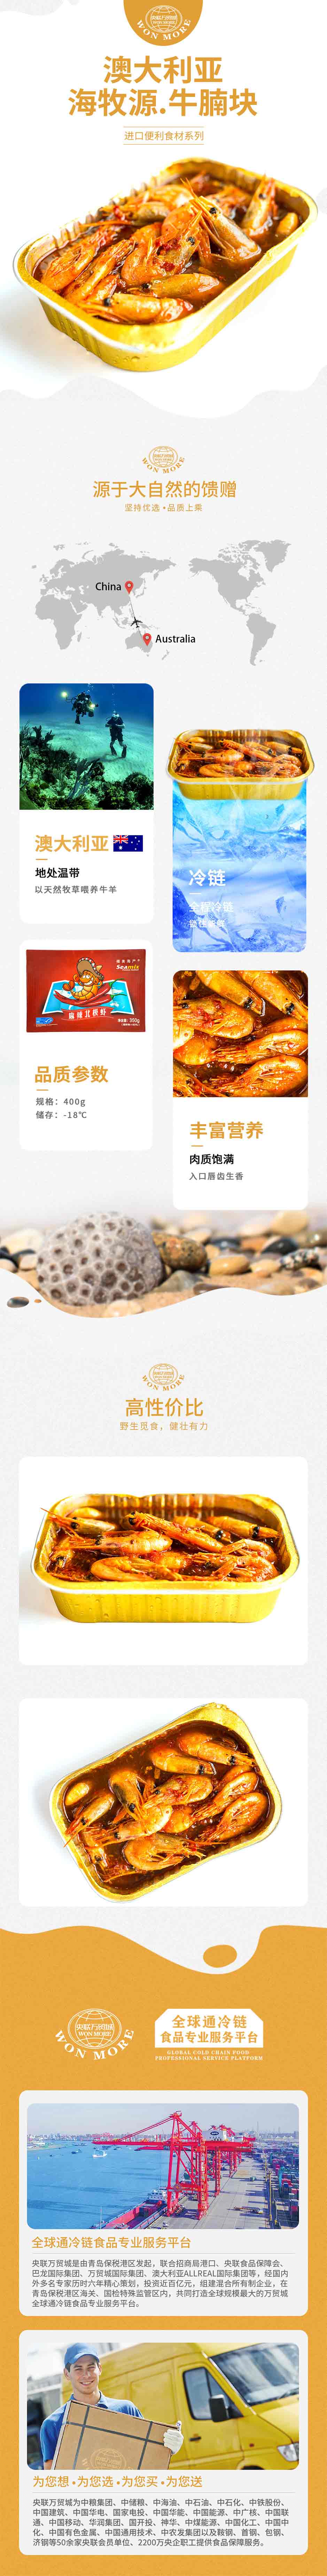 央联万贸城
WON MORE
WON MORE
澳大利亚
海牧源.牛腩块
进口便利食材系列
WON MORE
源于大自然的馈赠
坚持优选•品质上乘
China
Australia
澳大利亚
地处温带
以天然牧草喂养牛羊
冷链
全程冷链
Seamix
麻辣北极虾
350g
品质参数
规格：400g
储存：-18℃
丰富营养
肉质饱满
入口唇齿生香
WON MORE
高性价比
野生觅食，健壮有力
央联万贸城
WON MORE
WON MORE
全球通冷链
食品专业服务平台
GLOBAL COLD CHAIN FOOD
PROFESSIONAL SERVICE PLATFORM
全球通冷链食品专业服务平台
央联万贸城是由青岛保税港区发起，联合招商局港口、央联食品保障会、
巴龙国际集团、万贸城国际集团、澳大利亚ALLREAL国际集团等，经国内
外多名专家历时六年精心策划，投资近百亿元，组建混合所有制企业，在
青岛保税港区海关、国检特殊监管区内，共同打造全球规模最大的万贸城
全球通冷链食品专业服务平台。
为您想•为您选•为您买•为您送
央联万贸城为中粮集团、中储粮、中海油、中石油、中石化、中铁股份、
中国建筑、中国华电、国家电投、中国华能、中国能源、中广核、中国联
通、中国移动、华润集团、国开投、神华、中煤能源、中国化工、中国中
化、中国有色金属、中国通用技术、中农发集团以及鞍钢、首钢、包钢、
济钢等50余家央联会员单位、2200万央企职工提供食品保障服务。